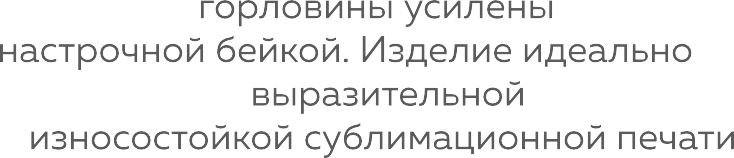 горловины усилены
настрочной бейкой. Изделие идеально
выразительной
износостойкой сублимационной печати